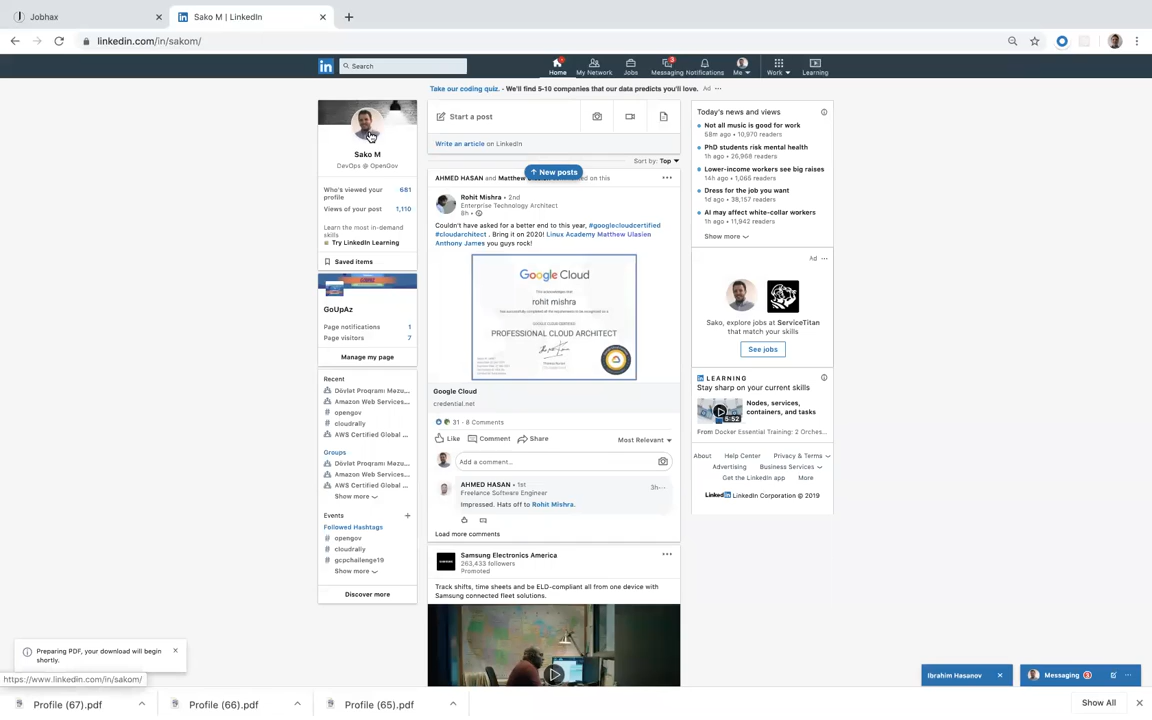 Jobhax
Sako M | LinkedIn
linkedin.com/in/sakom/
in
Search
Home
My Network
Jobs
3
Messaging
Notifications
Me
Work
Learning
Take our coding quiz. - We'll find 5-10 companies that our data predicts you'll love. Ad
Sako M
DevOps @ OpenGov
Who's viewed your profile 681
Views of your post 1,110
Learn the most in-demand
skills
Try LinkedIn Learning
Saved items
GoUpAz
Page notifications 1
Page visitors 7
Manage my page
Recent
Dövlət Proqramı Məzu...
Amazon Web Services...
# opengov
# cloudrally
AWS Certified Global ...
Groups
Dövlət Proqramı Məzu...
Amazon Web Services...
AWS Certified Global ...
Show more
Events
Followed Hashtags
# opengov
# cloudrally
# gcpchallenge19
Show more
Discover more
Start a post
Write an article on LinkedIn
Sort by: Top
New posts
AHMED HASAN and Matthew
on this
Rohit Mishra • 2nd
Enterprise Technology Architect
8h •
Couldn't have asked for a better end to this year, #googlecertified
#cloudarchitect . Bring it on 2020! Linux Academy Matthew Ulasien
Anthony James you guys rock!
Google Cloud
rohit mishra
PROFESSIONAL CLOUD ARCHITECT
Google Cloud
credential.net
31 · 8 Comments
Like
Comment
Share
Most Relevant
Add a comment...
AHMED HASAN • 1st
Freelance Software Engineer
3h
Impressed. Hats off to Rohit Mishra.
Load more comments
Samsung Electronics America
263,433 followers
Promoted
Track shifts, time sheets and be ELD-compliant all from one device with
Samsung connected fleet solutions.
Today's news and views
Not all music is good for work
58m ago • 10,970 readers
PhD students risk mental health
1h ago • 26,968 readers
Lower-income workers see big raises
14h ago • 1,065 readers
Dress for the job you want
1d ago • 38,157 readers
AI may affect white-collar workers
1h ago • 11,942 readers
Show more
Ad
Sako, explore jobs at ServiceTitan
that match your skills
See jobs
in LEARNING
Stay sharp on your current skills
Nodes, services,
containers, and tasks
5:52
From Docker Essential Training: 2 Orches...
About Help Center Privacy & Terms
Advertising Business Services
Get the LinkedIn app More
LinkedIn LinkedIn Corporation © 2019
Preparing PDF, your download will begin
shortly.
https://www.linkedin.com/in/sakom/
Ibrahim Hasanov
Messaging 3
Profile (67).pdf
Profile (66).pdf
Profile (65).pdf
Show All